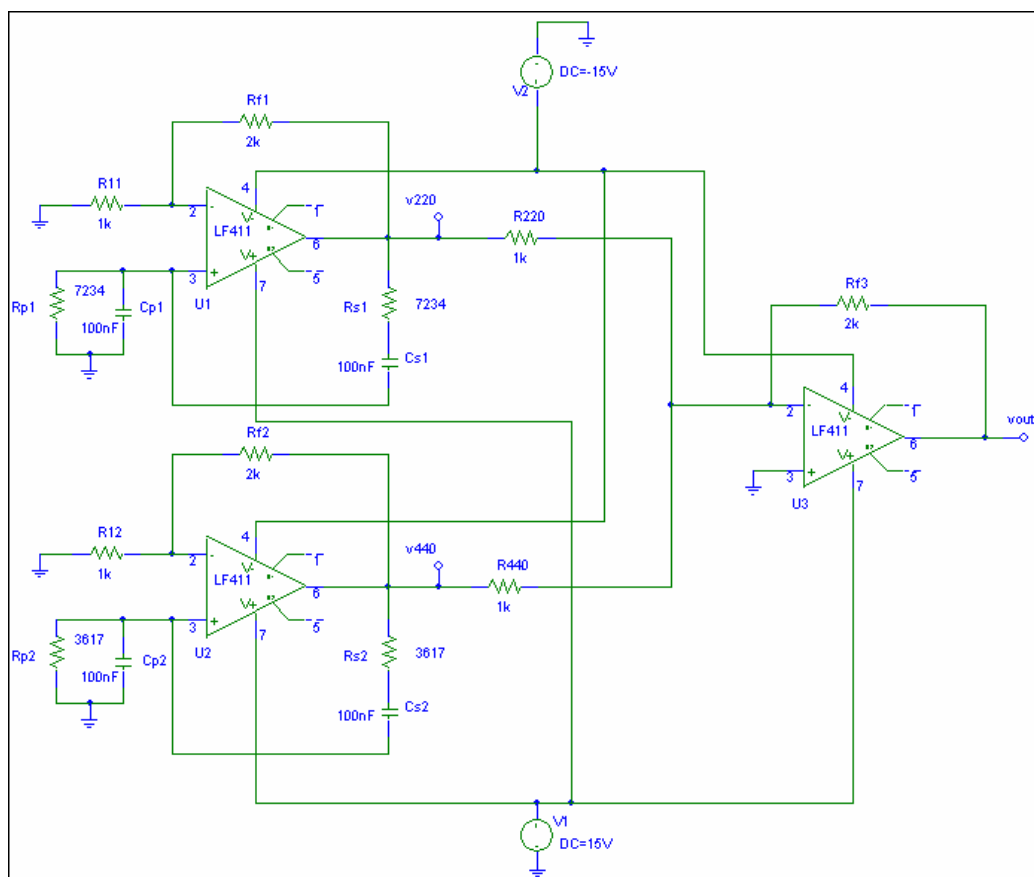 DC=-15V
V2
Rf1
2k
R11
1k
4
2
-
V-
LF411
1
6
5
V+
3
+
7
U1
v220
R220
1k
Rp1
7234
Cp1
100nF
Rs1
7234
Cs1
100nF
Rf3
2k
4
2
-
V-
LF411
1
6
5
V+
3
+
7
U3
vout
Rf2
2k
R12
1k
4
2
-
V-
LF411
1
6
5
V+
3
+
7
U2
v440
R440
1k
Rp2
3617
Cp2
100nF
Rs2
3617
Cs2
100nF
V1
DC=15V